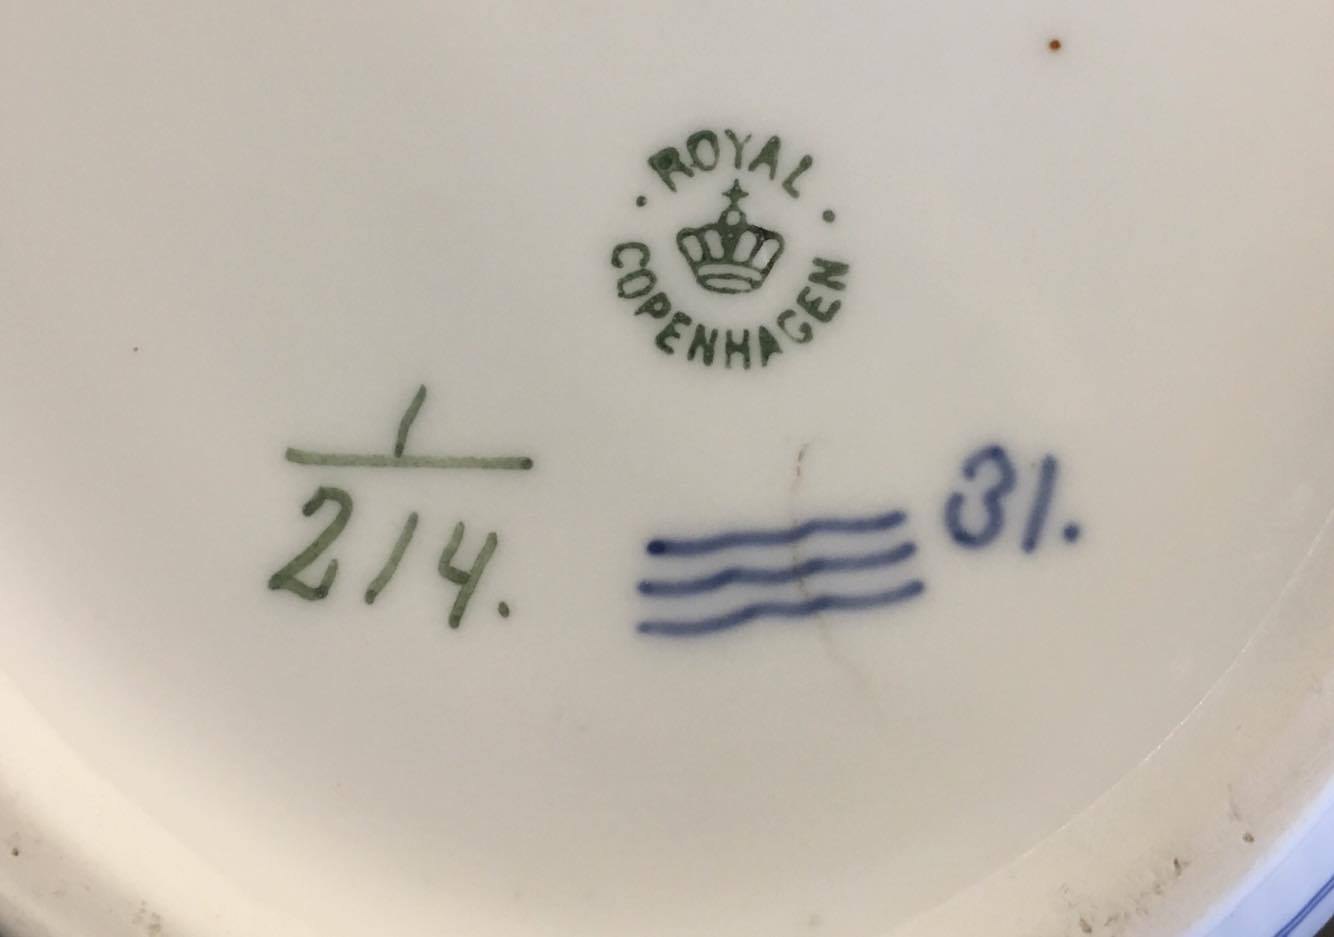 ROYAL
COPENHAGEN
1
214.
31.